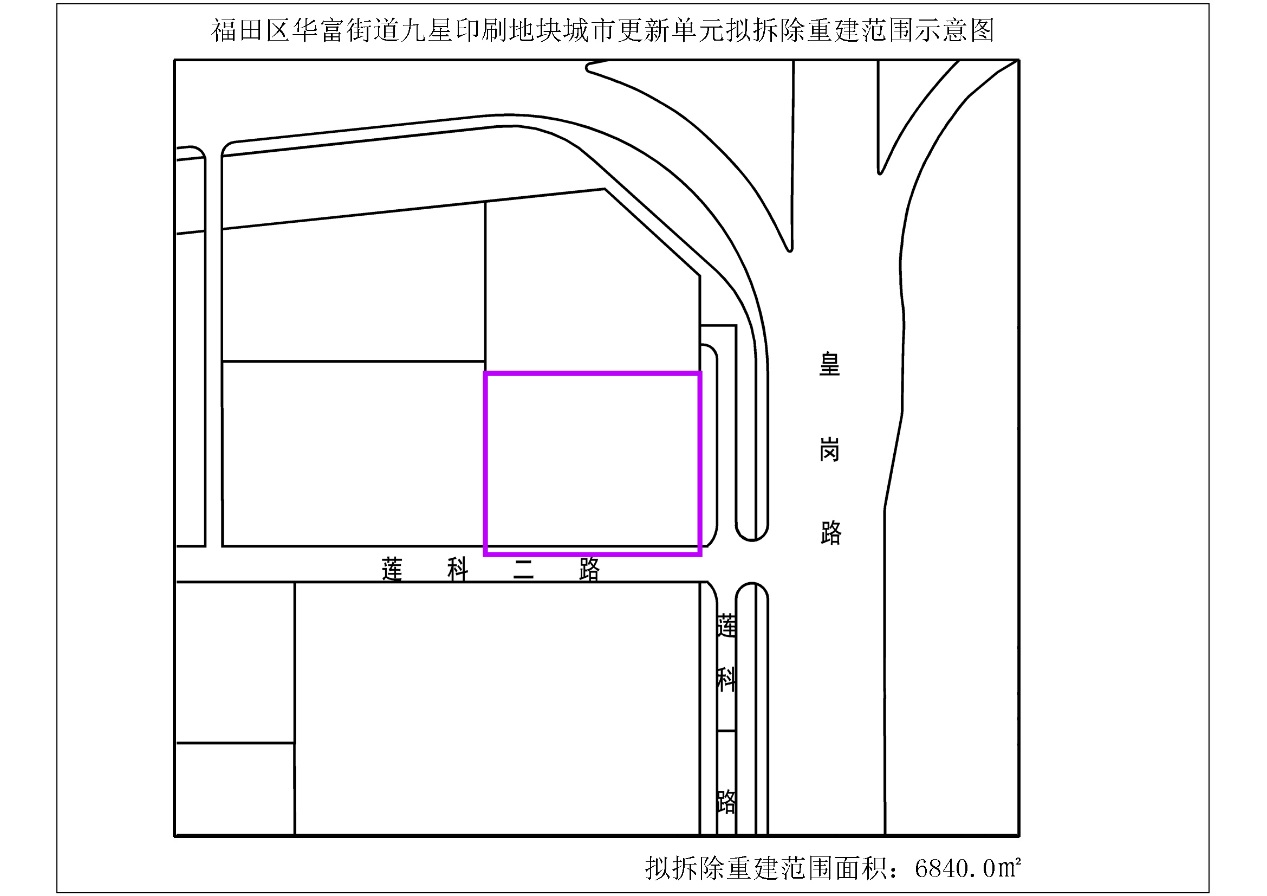 福田区华富街道九星印刷地块城市更新单元拟拆除重建范围示意图
皇岗路
莲科二路
莲科路
拟拆除重建范围面积：6840.0㎡